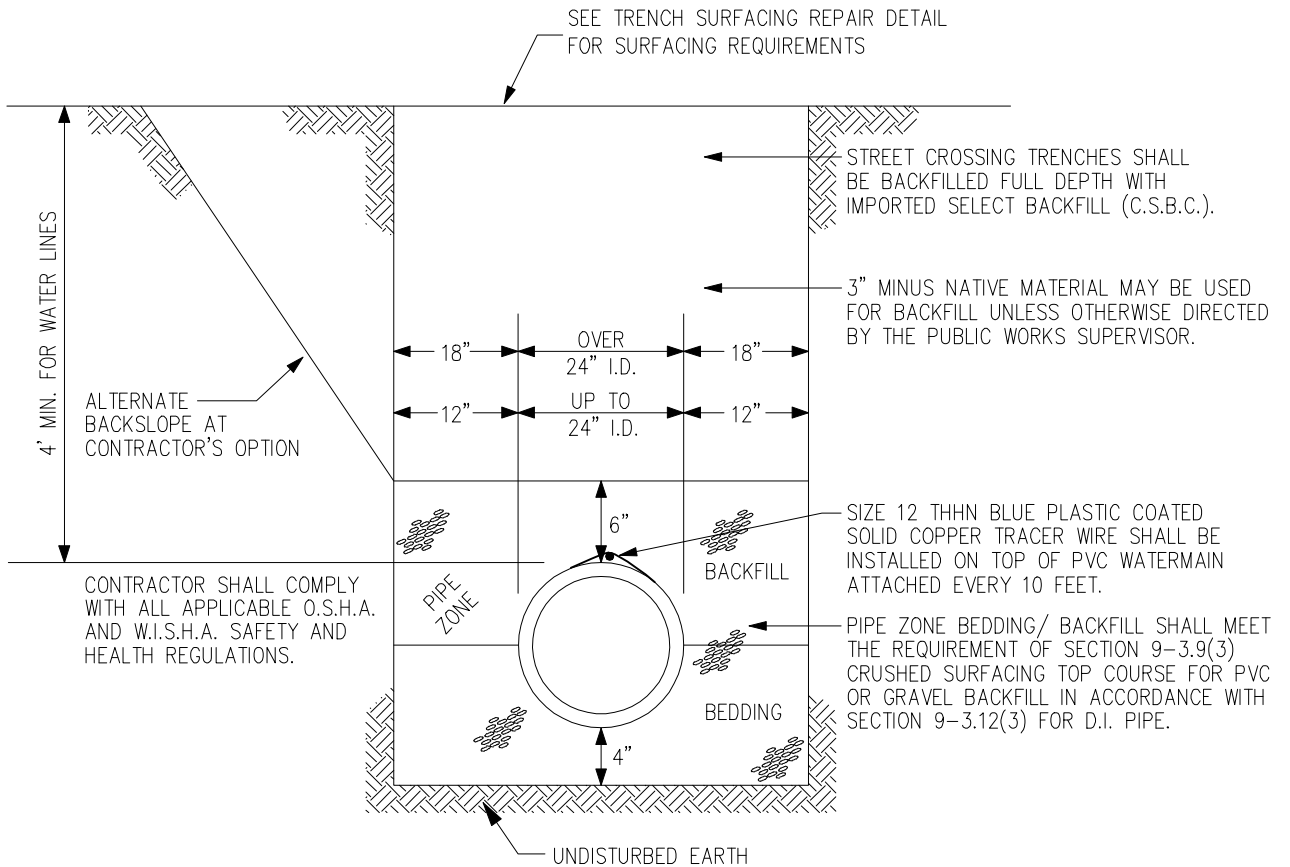 SEE TRENCH SURFACING REPAIR DETAIL
FOR SURFACING REQUIREMENTS
STREET CROSSING TRENCHES SHALL
BE BACKFILLED FULL DEPTH WITH
IMPORTED SELECT BACKFILL (C.S.B.C.).
4' MIN. FOR WATER LINES
3" MINUS NATIVE MATERIAL MAY BE USED
FOR BACKFILL UNLESS OTHERWISE DIRECTED
BY THE PUBLIC WORKS SUPERVISOR.
18"
OVER
24" I.D.
18"
12"
UP TO
24" I.D.
12"
ALTERNATE
BACKSLOPE AT
CONTRACTOR'S OPTION
6"
SIZE 12 THHN BLUE PLASTIC COATED
SOLID COPPER TRACER WIRE SHALL BE
INSTALLED ON TOP OF PVC WATERMAIN
ATTACHED EVERY 10 FEET.
BACKFILL
PIPE
ZONE
CONTRACTOR SHALL COMPLY
WITH ALL APPLICABLE O.S.H.A.
AND W.I.S.H.A. SAFETY AND
HEALTH REGULATIONS.
PIPE ZONE BEDDING/ BACKFILL SHALL MEET
THE REQUIREMENT OF SECTION 9-3.9(3)
CRUSHED SURFACING TOP COURSE FOR PVC
OR GRAVEL BACKFILL IN ACCORDANCE WITH
SECTION 9-3.12(3) FOR D.I. PIPE.
BEDDING
4"
UNDISTURBED EARTH